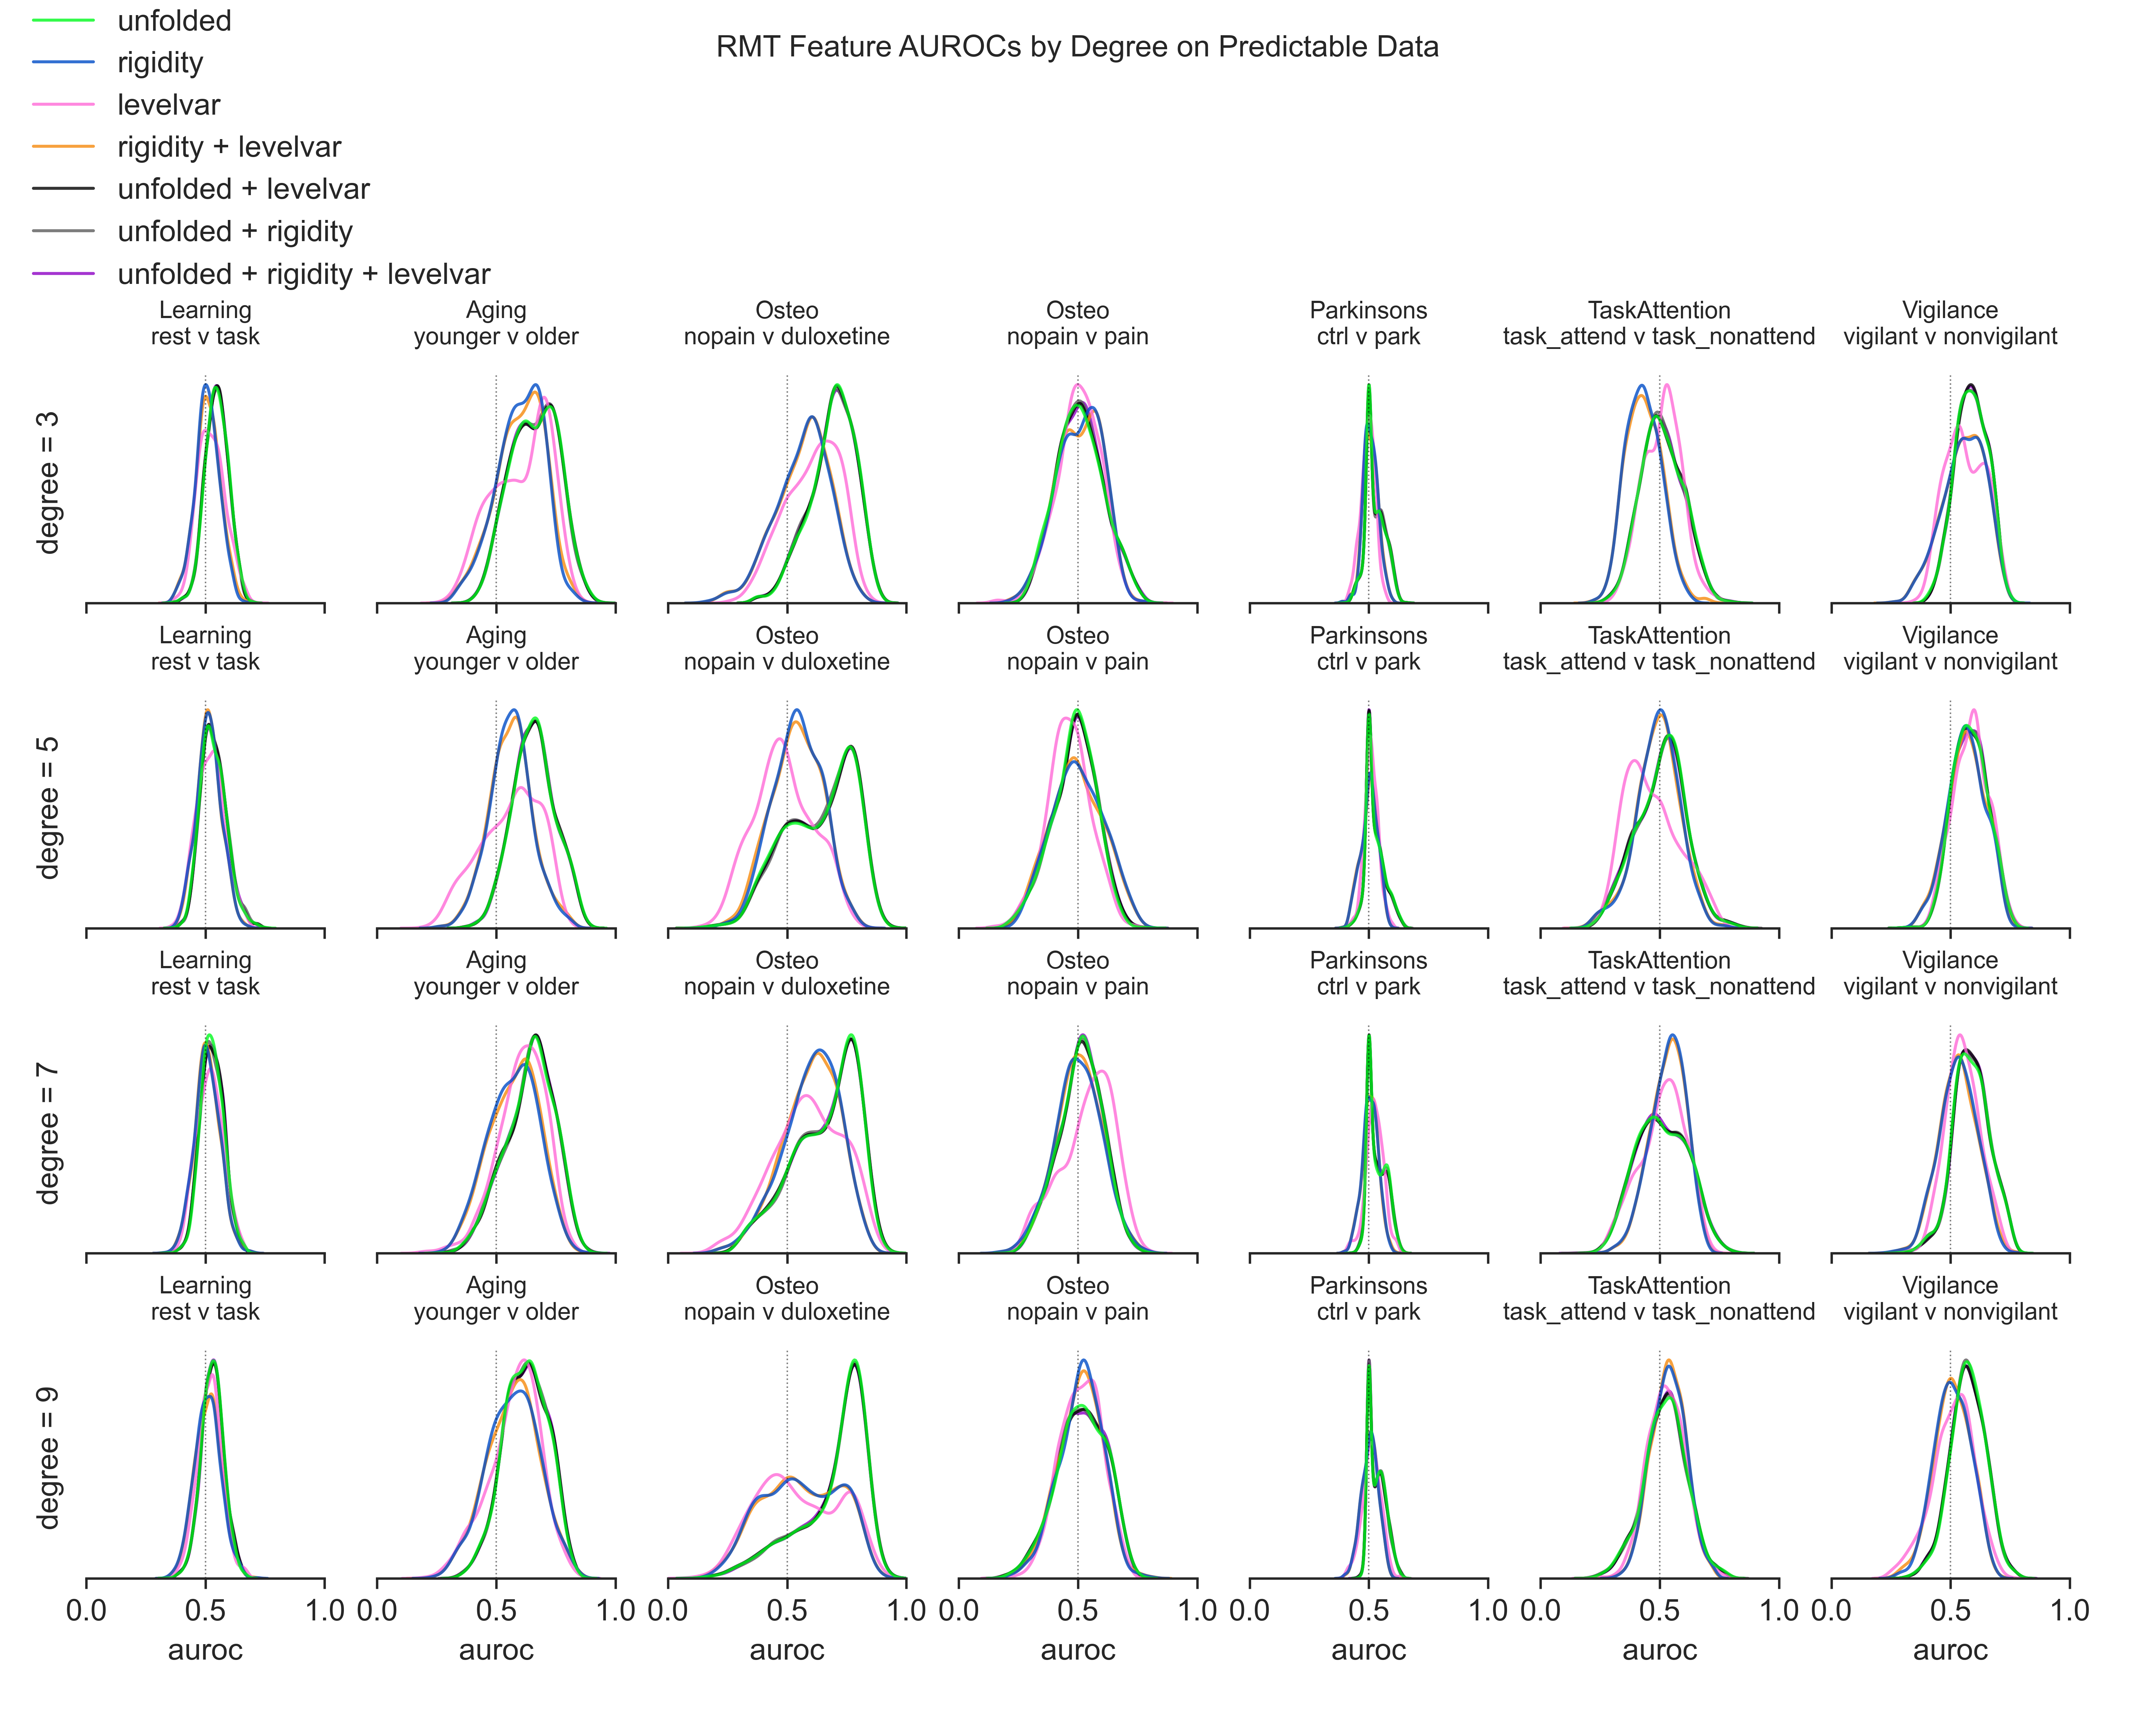 unfolded
rigidity
levelvar
rigidity + levelvar
unfolded + levelvar
unfolded + rigidity
unfolded + rigidity + levelvar
RMT Feature AUROCs by Degree on Predictable Data
degree = 3
Learning
rest v task
Aging
younger v older
Osteo
nopain v duloxetine
Osteo
nopain v pain
Parkinsons
ctrl v park
TaskAttention
task_attend v task_nonattend
Vigilance
vigilant v nonvigilant
degree = 5
Learning
rest v task
Aging
younger v older
Osteo
nopain v duloxetine
Osteo
nopain v pain
Parkinsons
ctrl v park
TaskAttention
task_attend v task_nonattend
Vigilance
vigilant v nonvigilant
degree = 7
Learning
rest v task
Aging
younger v older
Osteo
nopain v duloxetine
Osteo
nopain v pain
Parkinsons
ctrl v park
TaskAttention
task_attend v task_nonattend
Vigilance
vigilant v nonvigilant
degree = 9
Learning
rest v task
Aging
younger v older
Osteo
nopain v duloxetine
Osteo
nopain v pain
Parkinsons
ctrl v park
TaskAttention
task_attend v task_nonattend
Vigilance
vigilant v nonvigilant
0.0 0.5 1.0 0.0 0.5 1.0 0.0 0.5 1.0 0.0 0.5 1.0 0.0 0.5 1.0 0.0 0.5 1.0 0.0 0.5 1.0
auroc auroc auroc auroc auroc auroc auroc